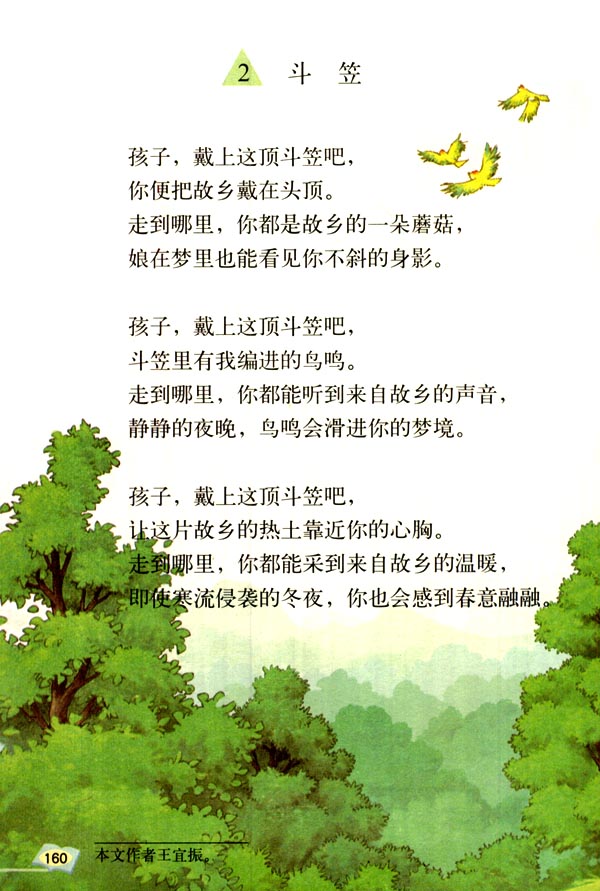 2 斗笠
孩子，戴上这顶斗笠吧，
你便把故乡戴在头顶。
走到哪里，你都是故乡的一朵蘑菇，
娘在梦里也能看见你不斜的身影。
孩子，戴上这顶斗笠吧，
斗笠里有我编进的鸟鸣。
走到哪里，你都能听到来自故乡的声音，
静静的夜晚，鸟鸣会滑进你的梦境。
孩子，戴上这顶斗笠吧，
让这片故乡的热土靠近你的心胸。
走到哪里，你都能采到来自故乡的温暖，
即使寒流侵袭的冬夜，你也会感到春意融融。
本文作者王宜振。
160